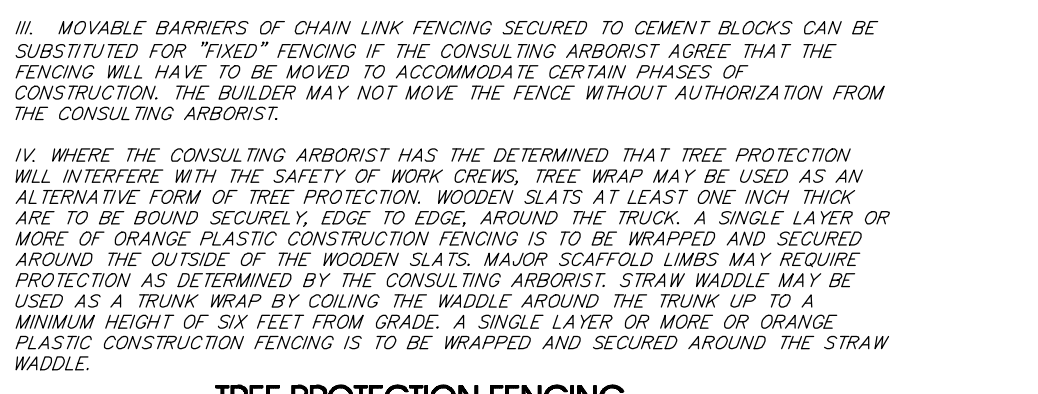 III. MOVABLE BARRIERS OF CHAIN LINK FENCING SECURED TO CEMENT BLOCKS CAN BE
SUBSTITUTED FOR "FIXED" FENCING IF THE CONSULTING ARBORIST AGREE THAT THE
FENCING WILL HAVE TO BE MOVED TO ACCOMMODATE CERTAIN PHASES OF
CONSTRUCTION. THE BUILDER MAY NOT MOVE THE FENCE WITHOUT AUTHORIZATION FROM
THE CONSULTING ARBORIST.
IV. WHERE THE CONSULTING ARBORIST HAS THE DETERMINED THAT TREE PROTECTION
WILL INTERFERE WITH THE SAFETY OF WORK CREWS, TREE WRAP MAY BE USED AS AN
ALTERNATIVE FORM OF TREE PROTECTION. WOODEN SLATS AT LEAST ONE INCH THICK
ARE TO BE BOUND SECURELY, EDGE TO EDGE, AROUND THE TRUCK. A SINGLE LAYER OR
MORE OF ORANGE PLASTIC CONSTRUCTION FENCING IS TO BE WRAPPED AND SECURED
AROUND THE OUTSIDE OF THE WOODEN SLATS. MAJOR SCAFFOLD LIMBS MAY REQUIRE
PROTECTION AS DETERMINED BY THE CONSULTING ARBORIST. STRAW WADDLE MAY BE
USED AS A TRUNK WRAP BY COILING THE WADDLE AROUND THE TRUNK UP TO A
MINIMUM HEIGHT OF SIX FEET FROM GRADE. A SINGLE LAYER OR MORE OR ORANGE
PLASTIC CONSTRUCTION FENCING IS TO BE WRAPPED AND SECURED AROUND THE STRAW
WADDLE.
TREE PROTECTION FENCING